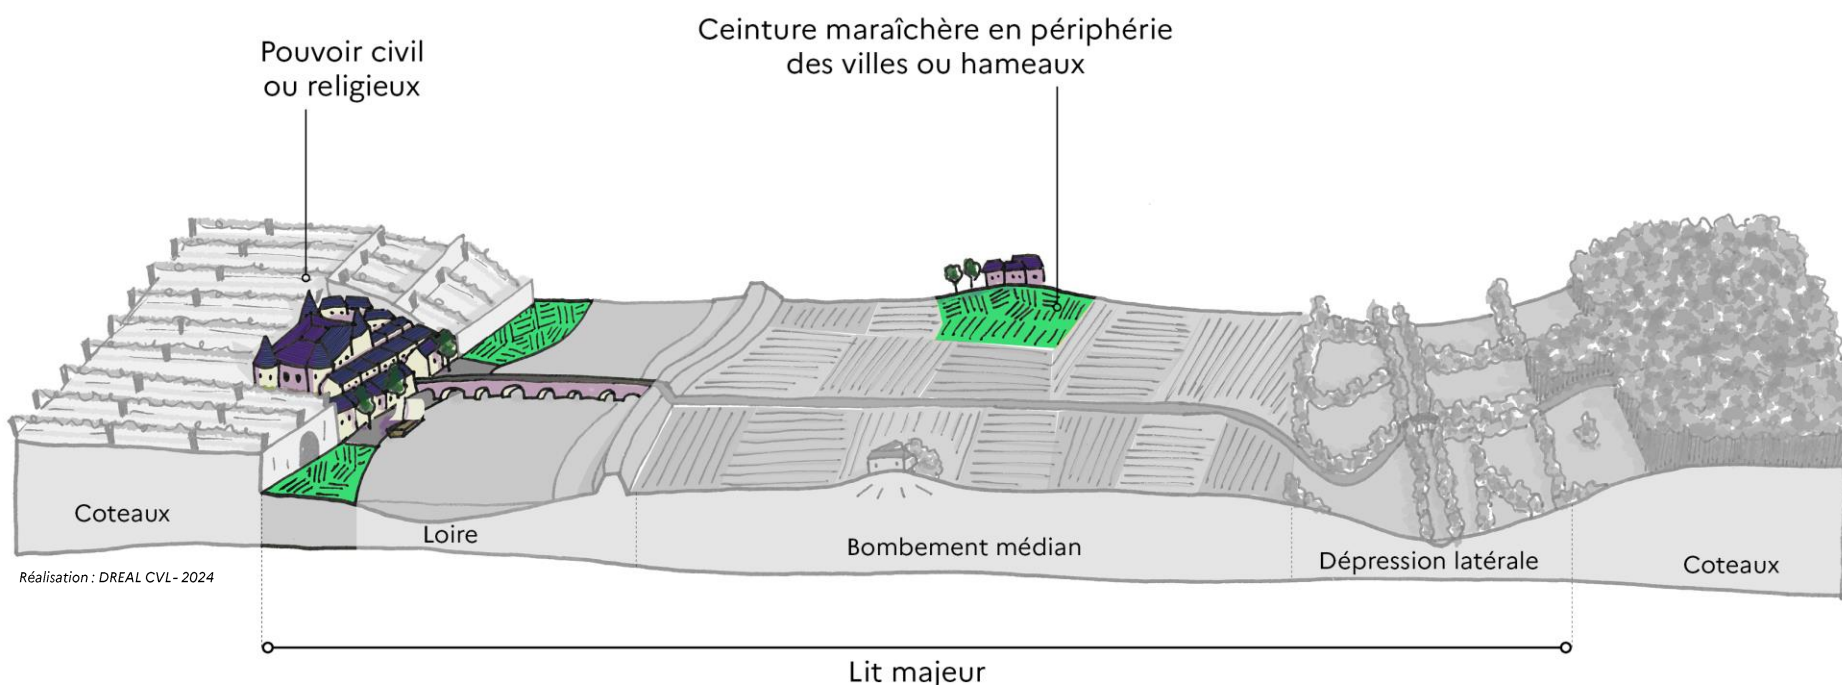 Pouvoir civil
ou religieux
Ceinture maraîchère en périphérie
des villes ou hameaux
Coteaux
Loire
Bombement médian
Dépression latérale
Coteaux
Réalisation : DREAL CVL- 2024
Lit majeur